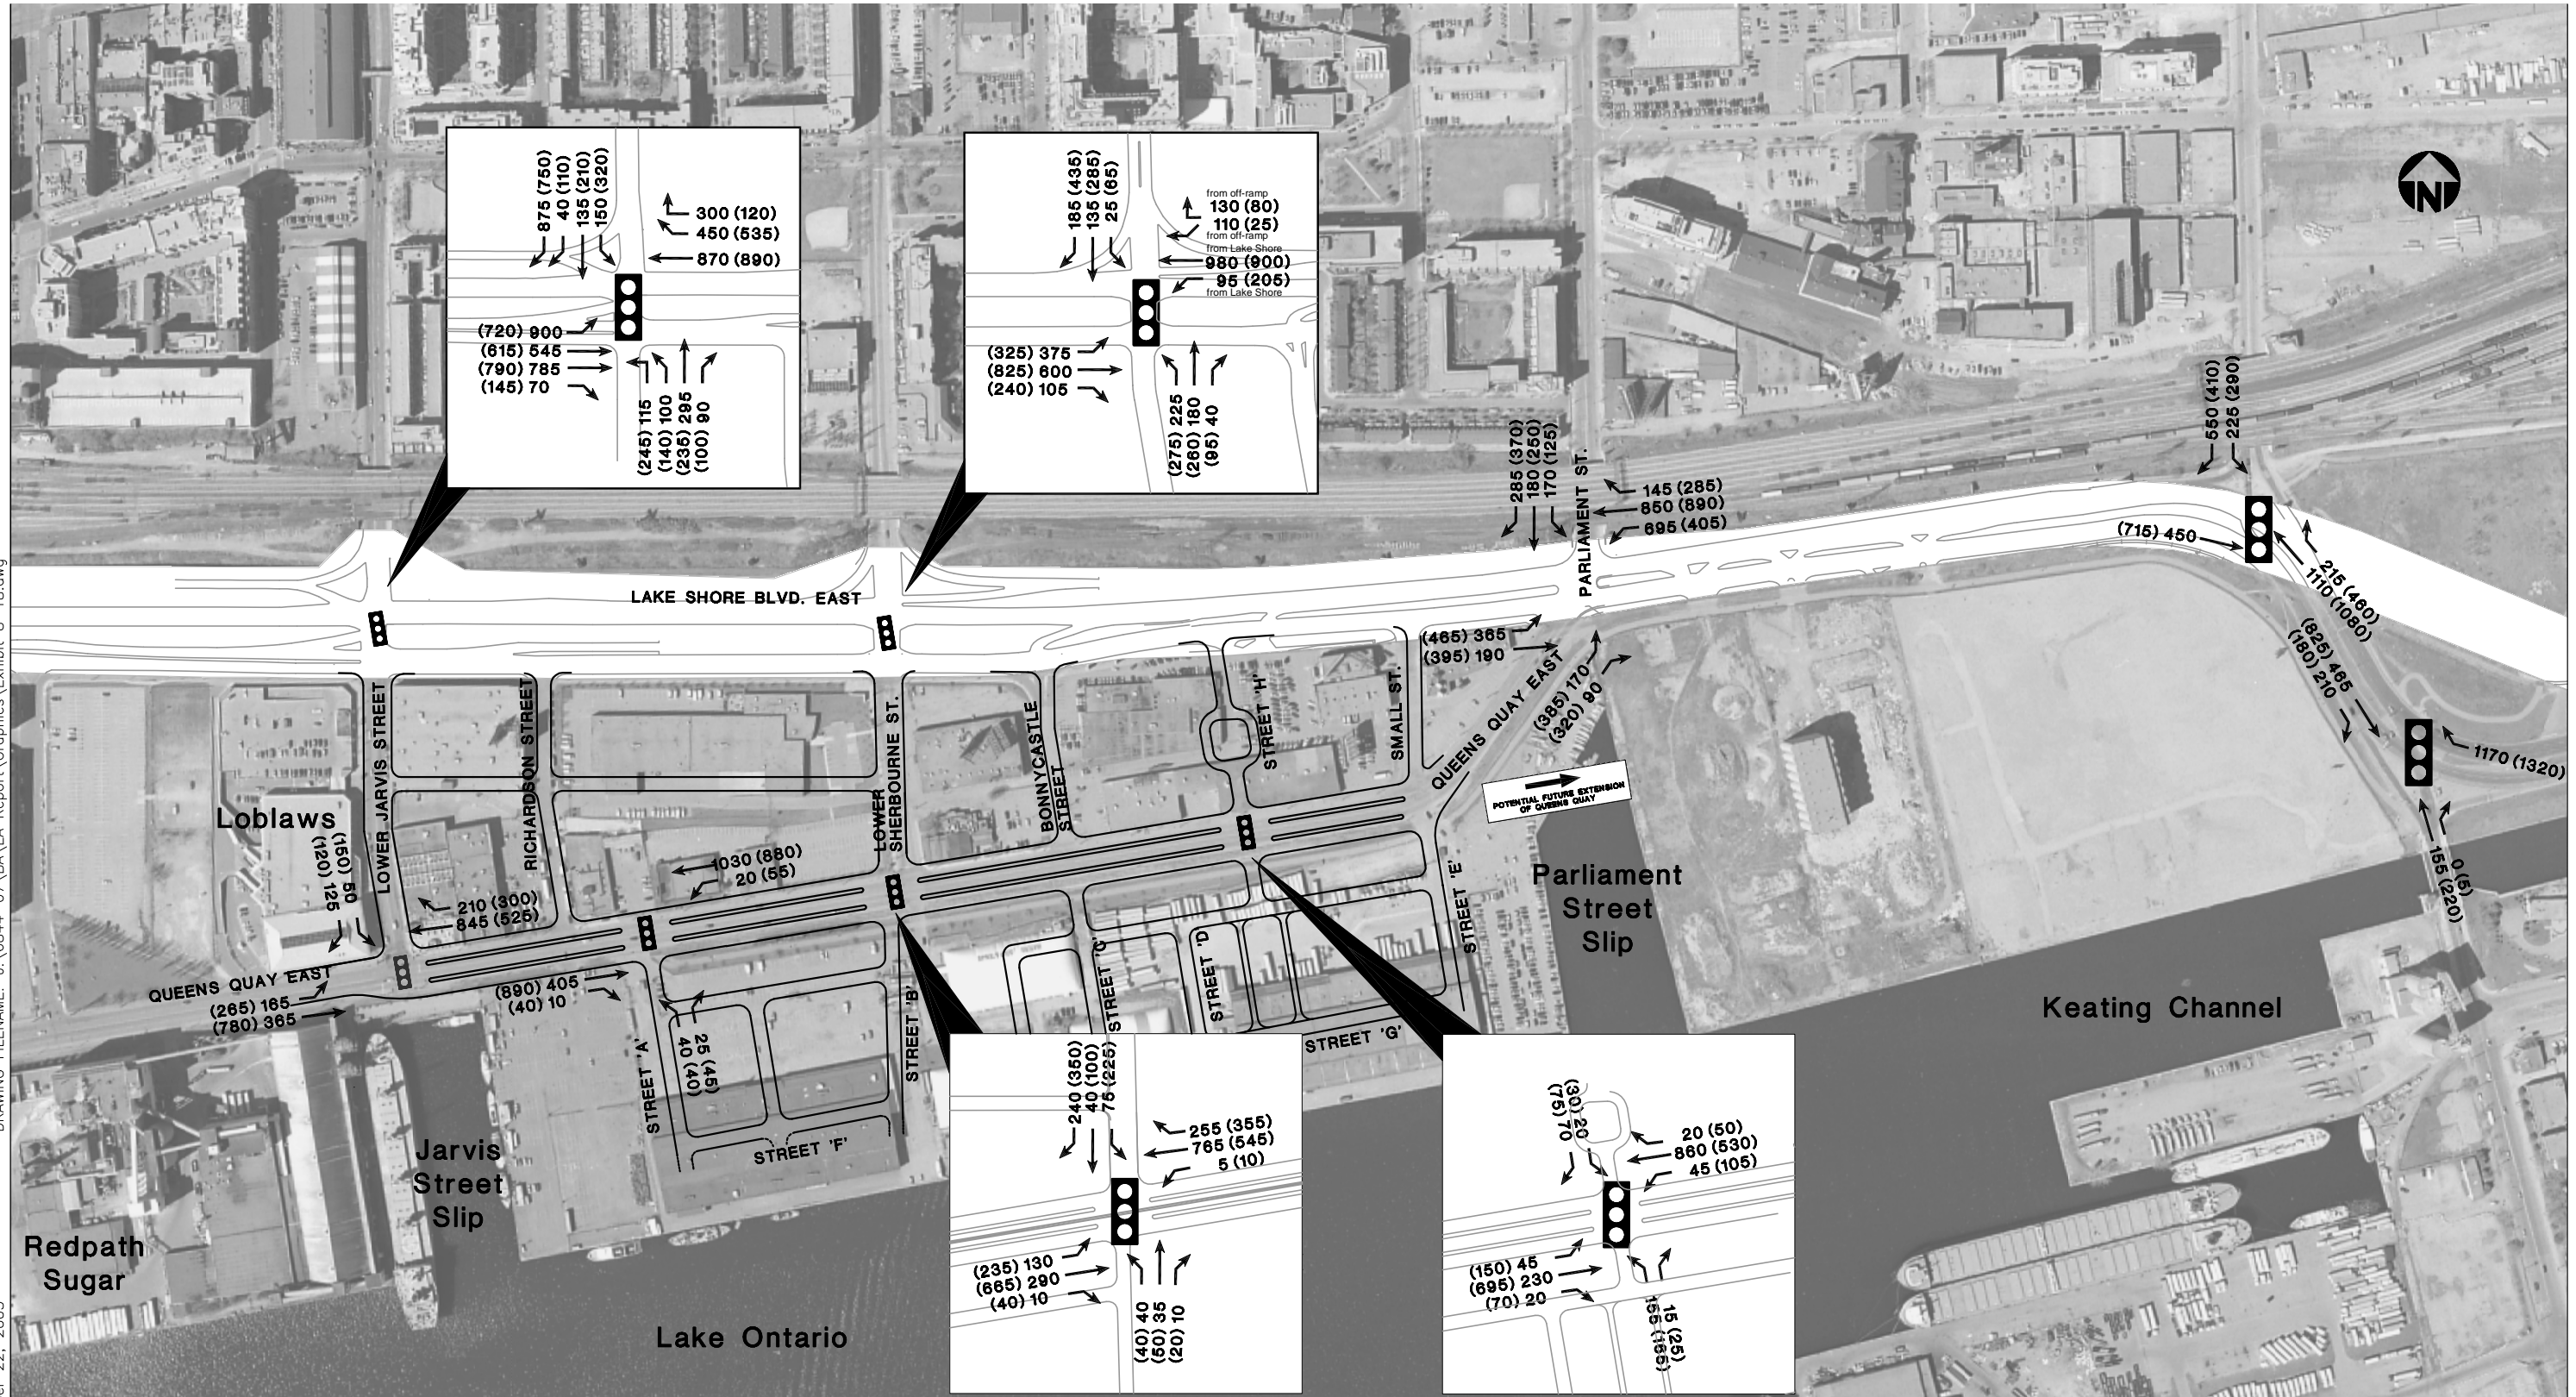 875 (750)
40 (110)
135 (210)
150 (320)
300 (120)
450 (535)
870 (890)
(720) 900
(615) 545
(790) 785
(145) 70
(245) 115
(140) 100
(235) 295
(100) 90
185 (435)
135 (285)
25 (65)
from off-ramp
130 (80)
110 (25)
from off-ramp
from Lake Shore
980 (900)
95 (205)
from Lake Shore
(325) 375
(825) 600
(240) 105
(275) 225
(260) 180
(95) 40
N
285 (370)
180 (250)
170 (125)
PARLIAMENT ST.
145 (285)
850 (890)
695 (405)
550 (410)
225 (290)
(715) 450
215 (460)
1110 (1080)
(825) 465
(180) 210
1170 (1320)
0 (5)
155 (220)
LAKE SHORE BLVD. EAST
(465) 365
(395) 190
QUEENS QUAY EAST
(385) 170
(320) 90
POTENTIAL FUTURE EXTENSION
OF QUEENS QUAY
LOWER JARVIS STREET
RICHARDSON STREET
LOWER
SHERBOURNE ST.
BONNYCASTLE
STREET
STREET 'H'
SMALL ST.
Loblaws
(150) 50
(120) 125
210 (300)
845 (525)
1030 (880)
20 (55)
QUEENS QUAY EAST
(265) 165
(780) 365
(890) 405
(40) 10
25 (45)
40 (40)
STREET 'A'
STREET 'B'
STREET 'C'
STREET 'D'
STREET 'E'
STREET 'F'
STREET 'G'
Parliament
Street
Slip
Keating Channel
Jarvis
Street
Slip
Redpath
Sugar
Lake Ontario
240 (350)
40 (100)
75 (225)
255 (355)
765 (545)
5 (10)
(235) 130
(665) 290
(40) 10
(40) 40
(50) 35
(20) 10
(30) 20
(75) 70
20 (50)
860 (530)
45 (105)
(150) 45
(695) 230
(70) 20
15 (25)
155 (165)